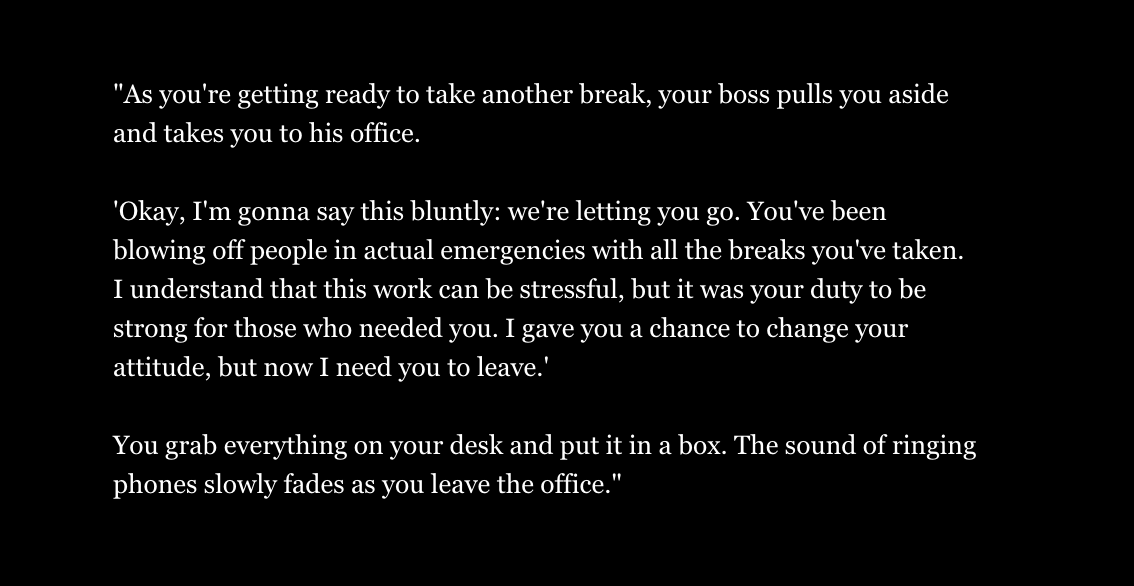 "As you're getting ready to take another break, your boss pulls you aside
and takes you to his office.
'Okay, I'm gonna say this bluntly: we're letting you go. You've been
blowing off people in actual emergencies with all the breaks you've taken.
I understand that this work can be stressful, but it was your duty to be
strong for those who needed you. I gave you a chance to change your
attitude, but now I need you to leave.'
You grab everything on your desk and put it in a box. The sound of ringing
phones slowly fades as you leave the office."